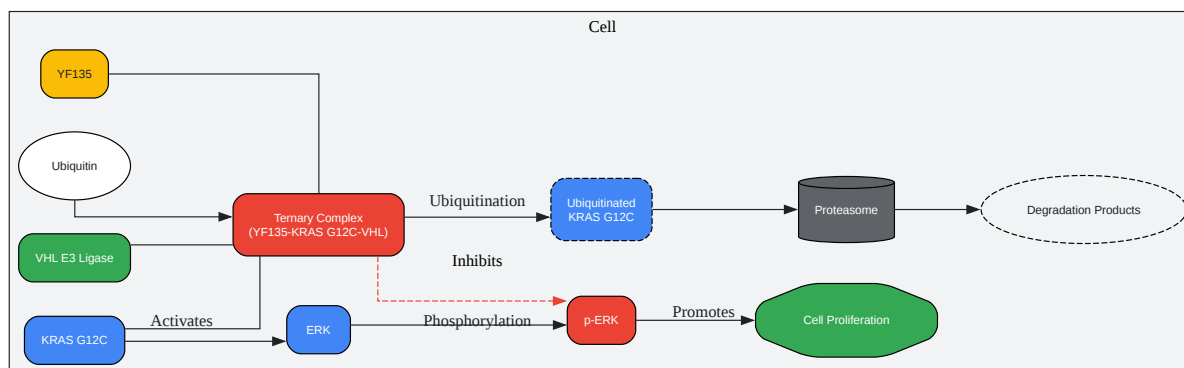 Cell
YF135
Ubiquitin
VHL E3 Ligase
KRAS G12C
Activates
Ternary Complex
(YF135-KRAS G12C-VHL)
ERK
Ubiquitination
Inhibits
Phosphorylation
Ubiquitinated
KRAS G12C
p-ERK
Promotes
Proteasome
Cell Proliferation
Degradation Products